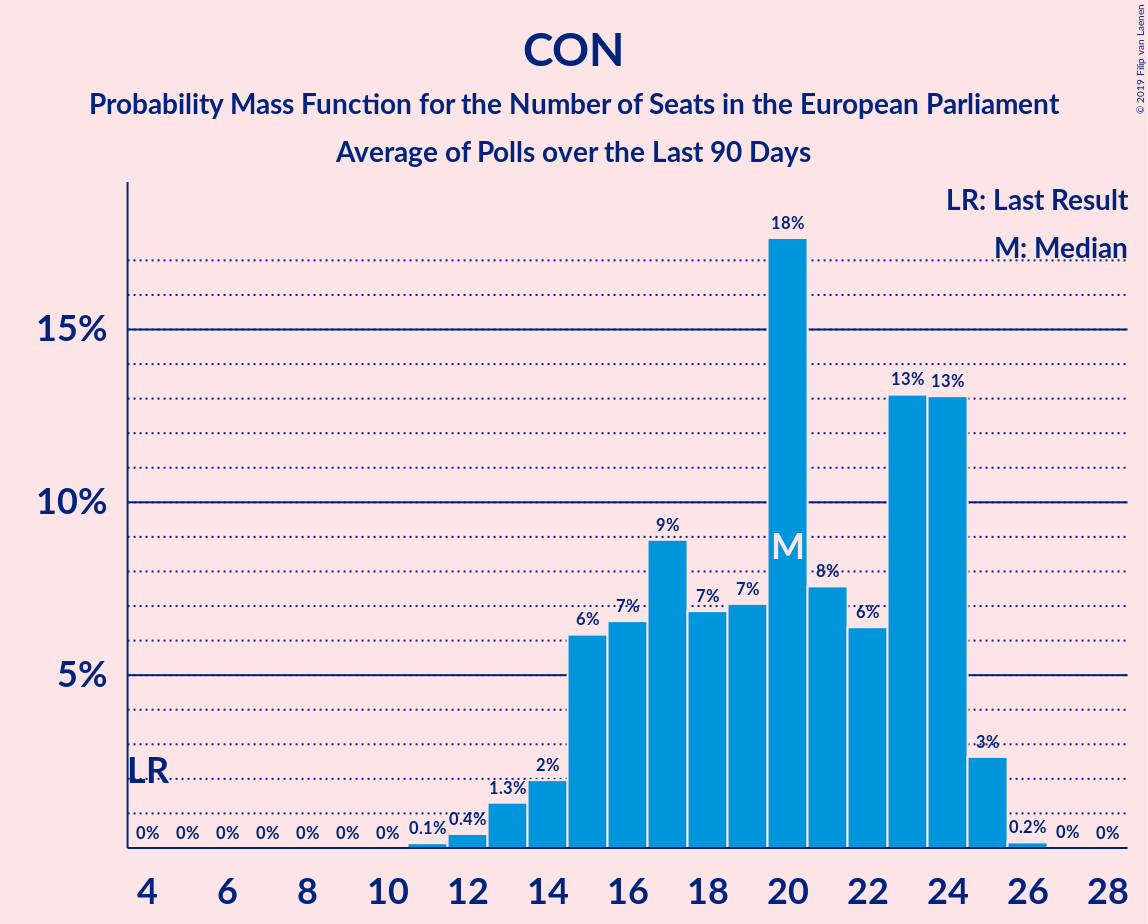 CON
Probability Mass Function for the Number of Seats in the European Parliament
Average of Polls over the Last 90 Days
© 2019 Filip van Laenen
LR: Last Result
M: Median
15%
10%
5%
LR
M
0% 0% 0% 0% 0% 0% 0% 0.1% 0.4% 1.3% 2% 6% 7% 9% 7% 7% 18% 8% 6% 13% 13% 3% 0.2% 0% 0%
4 6 8 10 12 14 16 18 20 22 24 26 28